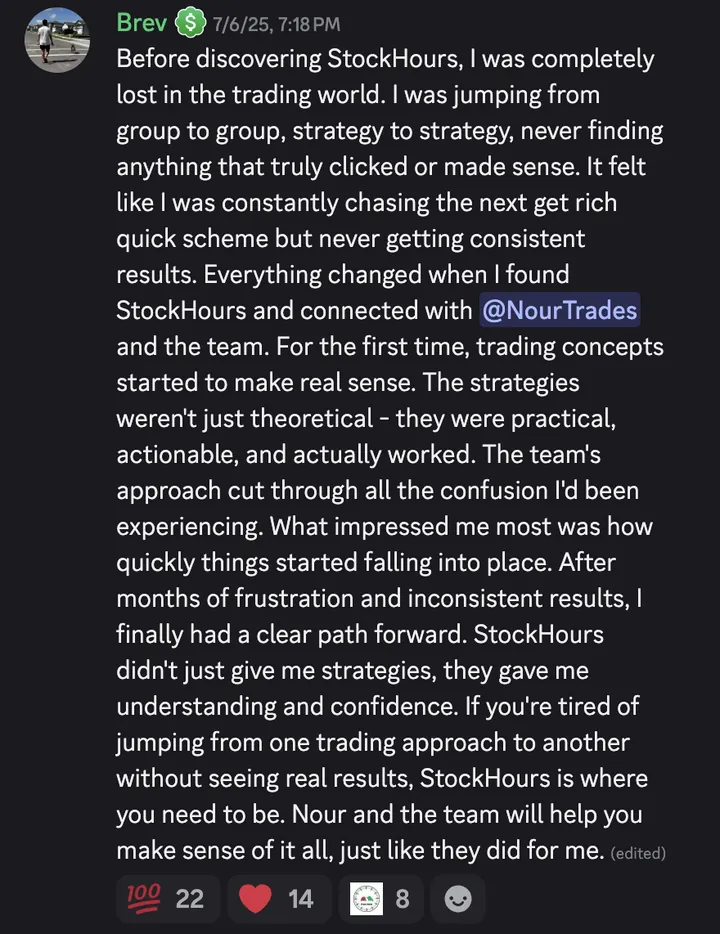 Brev $ 7/6/25, 7:18 PM
Before discovering StockHours, I was completely
lost in the trading world. I was jumping from
group to group, strategy to strategy, never finding
anything that truly clicked or made sense. It felt
like I was constantly chasing the next get rich
quick scheme but never getting consistent
results. Everything changed when I found
StockHours and connected with @NourTrades
and the team. For the first time, trading concepts
started to make real sense. The strategies
weren't just theoretical - they were practical,
actionable, and actually worked. The team's
approach cut through all the confusion I'd been
experiencing. What impressed me most was how
quickly things started falling into place. After
months of frustration and inconsistent results, I
finally had a clear path forward. StockHours
didn't just give me strategies, they gave me
understanding and confidence. If you're tired of
jumping from one trading approach to another
without seeing real results, StockHours is where
you need to be. Nour and the team will help you
make sense of it all, just like they did for me. (edited)
100 22 14 8